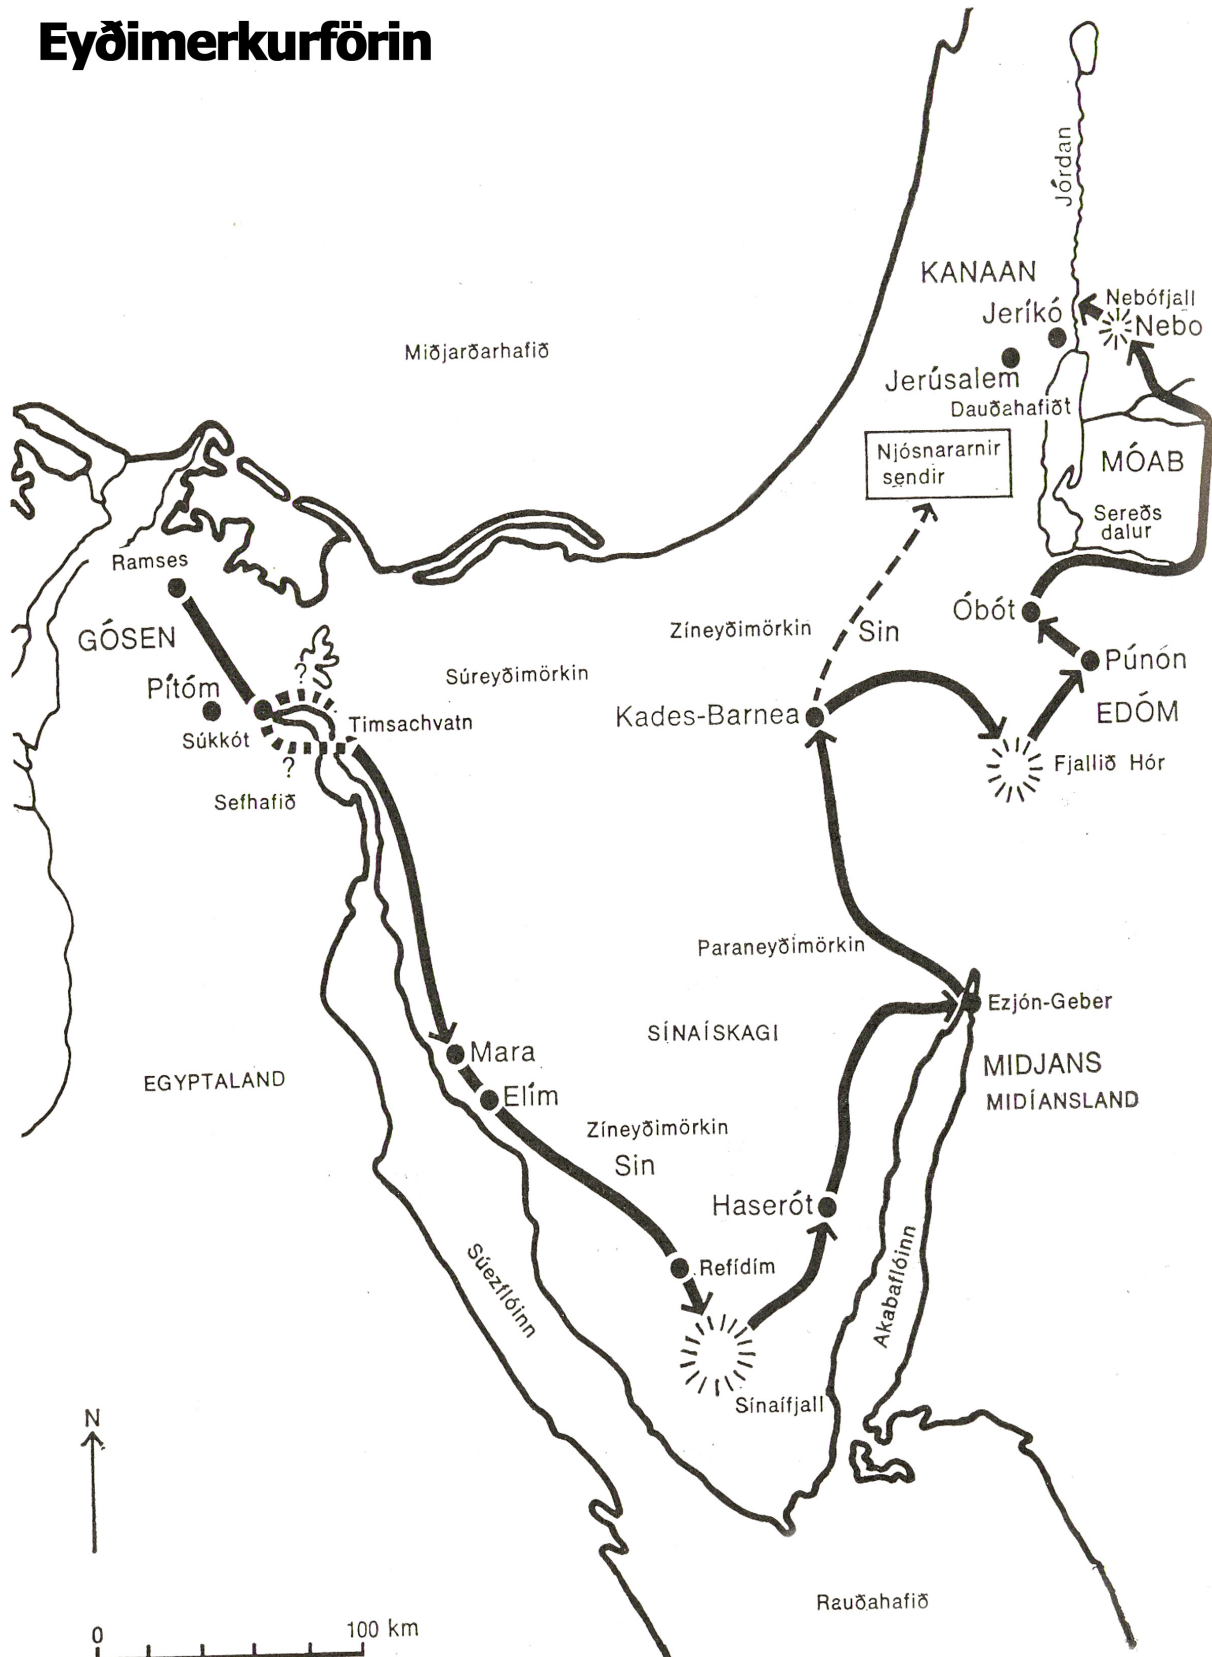 Eyðimerkurförin
Jórdan
KANAAN
Nebófjall
Jeríkó
Nebo
Miðjarðarhafið
Jerúsalem
Dauðahafiðt
Njósnararnir
sendir
MÓAB
Sereðs
dalur
Ramses
Óbót
Zíneyðimörkin
Sin
GÓSEN
Púnón
Pítóm
?
Súreyðimörkin
Kades-Barnea
EDÓM
Súkkót
Timsachvatn
?
Fjallið Hór
Sefhafið
Paraneyðimörkin
Ezjón-Geber
SÍNAÍSKAGI
Mara
MIDJANS
EGYPTALAND
Elím
MIDÍANSLAND
Zíneyðimörkin
Sin
Haserót
Refídím
Súezflóinn
Akabaflóinn
Sínaífjall
N
Rauðahafið
0
100 km